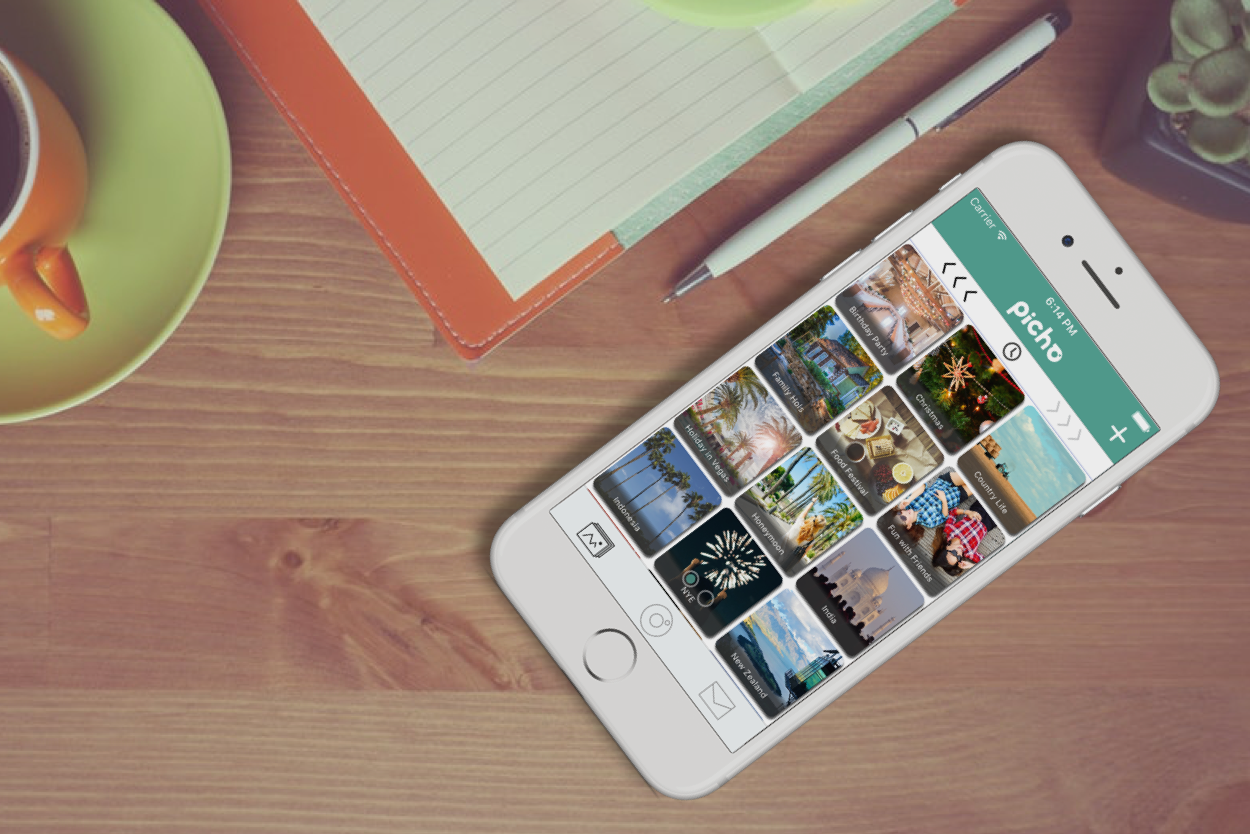 Carrier
6:14 PM
picho
Birthday Party
Christmas
Country Life
Family Hols
Food Festival
Fun with Friends
Holiday in Vegas
Honeymoon
India
Indonesia
NYE
New Zealand